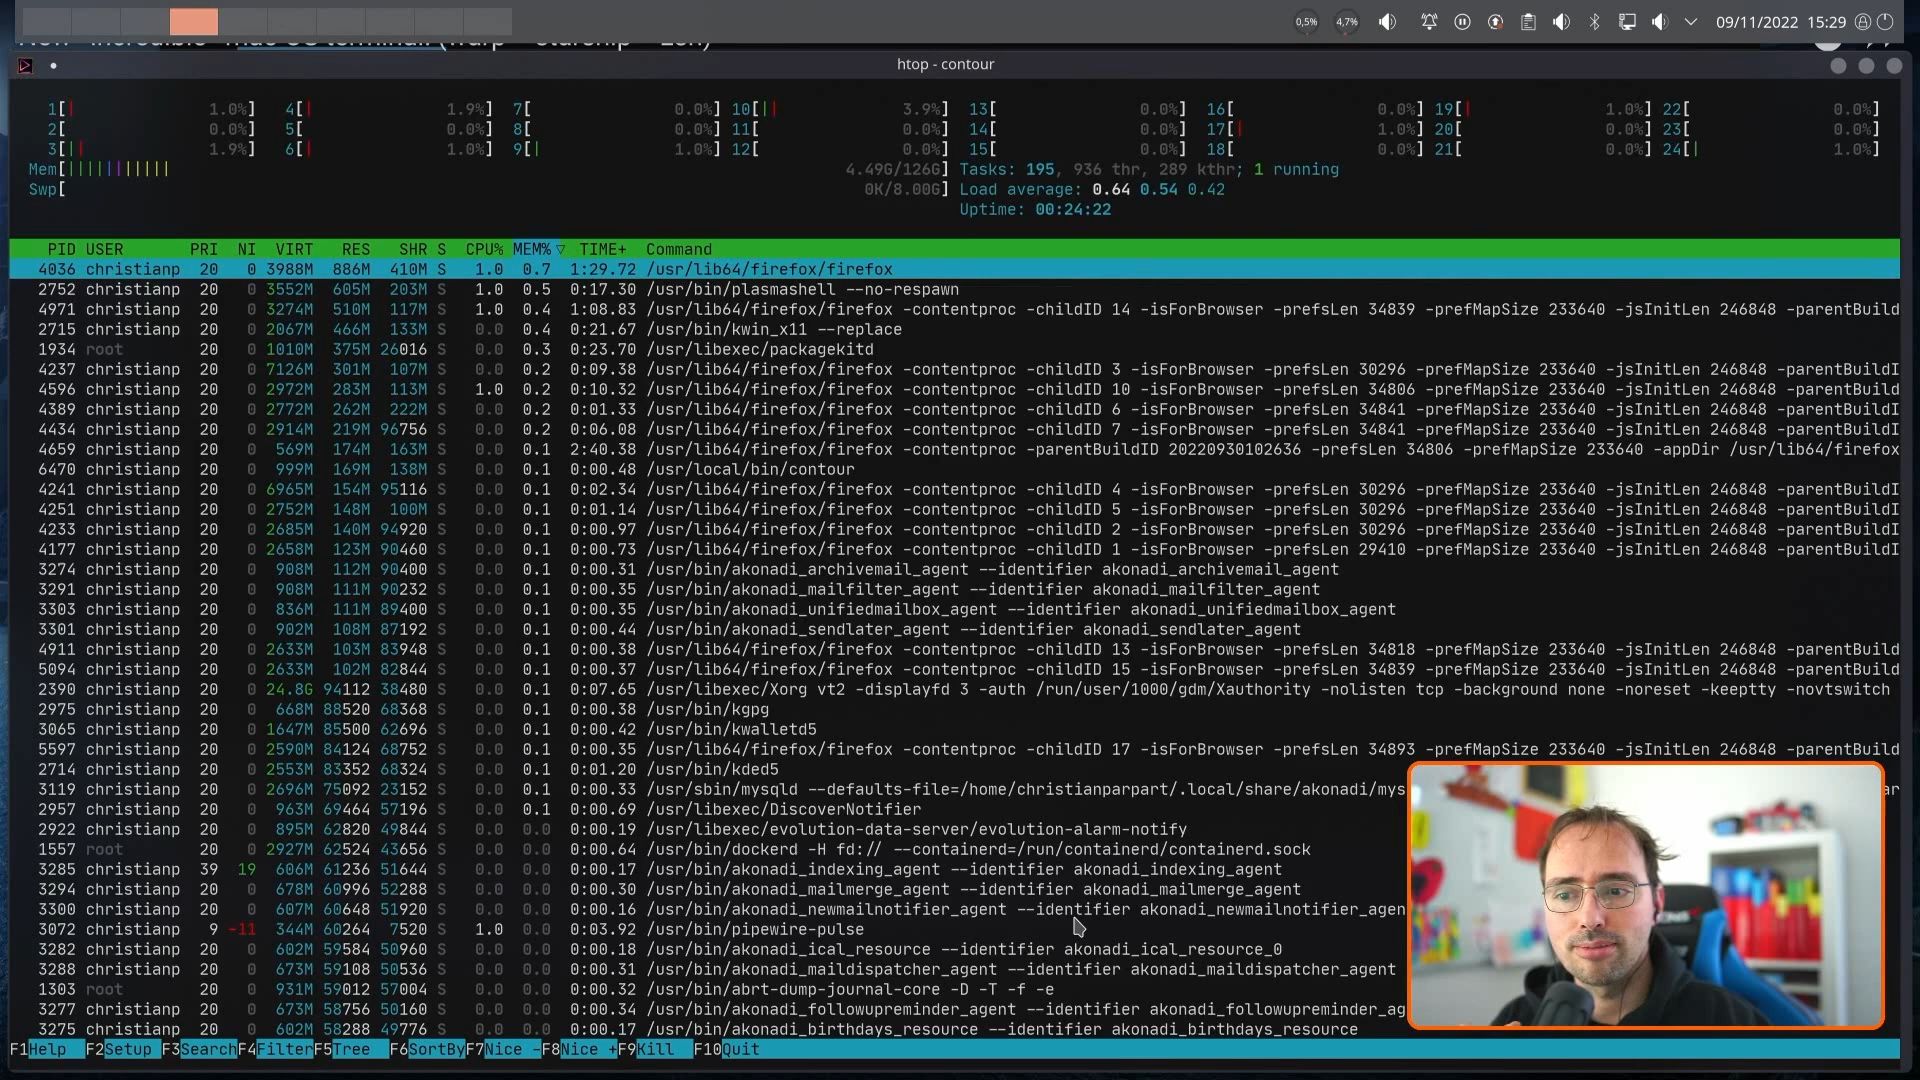 0,5% 4,7% 09/11/2022 15:29
htop - contour
1[| 1.0%] 4[| 1.9%] 7[ 0.0%] 10[|| 3.9%] 13[ 0.0%] 16[ 0.0%] 19[| 1.0%] 22[ 0.0%]
2[ 0.0%] 5[ 0.0%] 8[ 0.0%] 11[ 0.0%] 14[ 0.0%] 17[| 1.0%] 20[ 0.0%] 23[ 0.0%]
3[|| 1.9%] 6[| 1.0%] 9[| 1.0%] 12[ 0.0%] 15[ 0.0%] 18[ 0.0%] 21[ 0.0%] 24[| 1.0%]
Mem[||||||||||| 4.49G/126G] Tasks: 195, 936 thr, 289 kthr; 1 running
Swp[ 0K/8.00G] Load average: 0.64 0.54 0.42
Uptime: 00:24:22
PID USER PRI NI VIRT RES SHR S CPU% MEM%▽ TIME+ Command
4036 christianp 20 0 3988M 886M 410M S 1.0 0.7 1:29.72 /usr/lib64/firefox/firefox
2752 christianp 20 0 3552M 605M 203M S 1.0 0.5 0:17.30 /usr/bin/plasmashell --no-respawn
4971 christianp 20 0 3274M 510M 117M S 1.0 0.4 1:08.83 /usr/lib64/firefox/firefox -contentproc -childID 14 -isForBrowser -prefsLen 34839 -prefMapSize 233640 -jsInitLen 246848 -parentBuild
2715 christianp 20 0 2067M 466M 133M S 0.0 0.4 0:21.67 /usr/bin/kwin_x11 --replace
1934 root 20 0 1010M 375M 26016 S 0.0 0.3 0:23.70 /usr/libexec/packagekitd
4237 christianp 20 0 7126M 301M 107M S 0.0 0.2 0:09.38 /usr/lib64/firefox/firefox -contentproc -childID 3 -isForBrowser -prefsLen 30296 -prefMapSize 233640 -jsInitLen 246848 -parentBuildI
4596 christianp 20 0 2972M 283M 113M S 1.0 0.2 0:10.32 /usr/lib64/firefox/firefox -contentproc -childID 10 -isForBrowser -prefsLen 34806 -prefMapSize 233640 -jsInitLen 246848 -parentBuild
4389 christianp 20 0 2772M 262M 222M S 0.0 0.2 0:01.33 /usr/lib64/firefox/firefox -contentproc -childID 6 -isForBrowser -prefsLen 34841 -prefMapSize 233640 -jsInitLen 246848 -parentBuildI
4434 christianp 20 0 2914M 219M 96756 S 0.0 0.2 0:06.08 /usr/lib64/firefox/firefox -contentproc -childID 7 -isForBrowser -prefsLen 34841 -prefMapSize 233640 -jsInitLen 246848 -parentBuildI
4659 christianp 20 0 569M 174M 163M S 0.0 0.1 2:40.38 /usr/lib64/firefox/firefox -contentproc -parentBuildID 20220930102636 -prefsLen 34806 -prefMapSize 233640 -appDir /usr/lib64/firefox
6470 christianp 20 0 999M 169M 138M S 0.0 0.1 0:00.48 /usr/local/bin/contour
4241 christianp 20 0 6965M 154M 95116 S 0.0 0.1 0:02.34 /usr/lib64/firefox/firefox -contentproc -childID 4 -isForBrowser -prefsLen 30296 -prefMapSize 233640 -jsInitLen 246848 -parentBuildI
4251 christianp 20 0 2752M 148M 100M S 0.0 0.1 0:01.14 /usr/lib64/firefox/firefox -contentproc -childID 5 -isForBrowser -prefsLen 30296 -prefMapSize 233640 -jsInitLen 246848 -parentBuildI
4233 christianp 20 0 2685M 140M 94920 S 0.0 0.1 0:00.97 /usr/lib64/firefox/firefox -contentproc -childID 2 -isForBrowser -prefsLen 30296 -prefMapSize 233640 -jsInitLen 246848 -parentBuildI
4177 christianp 20 0 2658M 123M 90460 S 0.0 0.1 0:00.73 /usr/lib64/firefox/firefox -contentproc -childID 1 -isForBrowser -prefsLen 29410 -prefMapSize 233640 -jsInitLen 246848 -parentBuildI
3274 christianp 20 0 908M 112M 90400 S 0.0 0.1 0:00.31 /usr/bin/akonadi_archivemail_agent --identifier akonadi_archivemail_agent
3291 christianp 20 0 908M 111M 90232 S 0.0 0.1 0:00.35 /usr/bin/akonadi_mailfilter_agent --identifier akonadi_mailfilter_agent
3303 christianp 20 0 836M 111M 89400 S 0.0 0.1 0:00.35 /usr/bin/akonadi_unifiedmailbox_agent --identifier akonadi_unifiedmailbox_agent
3301 christianp 20 0 902M 108M 87192 S 0.0 0.1 0:00.44 /usr/bin/akonadi_sendlater_agent --identifier akonadi_sendlater_agent
4911 christianp 20 0 2633M 103M 83948 S 0.0 0.1 0:00.38 /usr/lib64/firefox/firefox -contentproc -childID 13 -isForBrowser -prefsLen 34818 -prefMapSize 233640 -jsInitLen 246848 -parentBuild
5094 christianp 20 0 2633M 102M 82844 S 0.0 0.1 0:00.37 /usr/lib64/firefox/firefox -contentproc -childID 15 -isForBrowser -prefsLen 34839 -prefMapSize 233640 -jsInitLen 246848 -parentBuild
2390 christianp 20 0 24.8G 94112 38480 S 0.0 0.1 0:07.65 /usr/libexec/Xorg vt2 -displayfd 3 -auth /run/user/1000/gdm/Xauthority -nolisten tcp -background none -noreset -keeptty -novtswitch
2975 christianp 20 0 668M 88520 68368 S 0.0 0.1 0:00.38 /usr/bin/kgpg
3065 christianp 20 0 1647M 85500 62696 S 0.0 0.1 0:00.42 /usr/bin/kwalletd5
5597 christianp 20 0 2590M 84124 68752 S 0.0 0.1 0:00.35 /usr/lib64/firefox/firefox -contentproc -childID 17 -isForBrowser -prefsLen 34893 -prefMapSize 233640 -jsInitLen 246848 -parentBuild
2714 christianp 20 0 2553M 83352 68324 S 0.0 0.1 0:01.20 /usr/bin/kded5
3119 christianp 20 0 2696M 75092 23152 S 0.0 0.1 0:00.33 /usr/sbin/mysqld --defaults-file=/home/christianparpart/.local/share/akonadi/mys ar
2957 christianp 20 0 963M 69464 57196 S 0.0 0.1 0:00.69 /usr/libexec/DiscoverNotifier
2922 christianp 20 0 895M 62820 49844 S 0.0 0.0 0:00.19 /usr/libexec/evolution-data-server/evolution-alarm-notify
1557 root 20 0 2927M 62524 43656 S 0.0 0.0 0:00.64 /usr/bin/dockerd -H fd:// --containerd=/run/containerd/containerd.sock
3285 christianp 39 19 606M 61236 51644 S 0.0 0.0 0:00.17 /usr/bin/akonadi_indexing_agent --identifier akonadi_indexing_agent
3294 christianp 20 0 678M 60996 52288 S 0.0 0.0 0:00.30 /usr/bin/akonadi_mailmerge_agent --identifier akonadi_mailmerge_agent
3300 christianp 20 0 607M 60648 51920 S 0.0 0.0 0:00.16 /usr/bin/akonadi_newmailnotifier_agent --identifier akonadi_newmailnotifier_agen
3072 christianp 9 -11 344M 60264 7520 S 1.0 0.0 0:03.92 /usr/bin/pipewire-pulse
3282 christianp 20 0 602M 59584 50960 S 0.0 0.0 0:00.18 /usr/bin/akonadi_ical_resource --identifier akonadi_ical_resource_0
3288 christianp 20 0 673M 59108 50536 S 0.0 0.0 0:00.31 /usr/bin/akonadi_maildispatcher_agent --identifier akonadi_maildispatcher_agent
1303 root 20 0 931M 59012 57004 S 0.0 0.0 0:00.32 /usr/bin/abrt-dump-journal-core -D -T -f -e
3277 christianp 20 0 673M 58756 50160 S 0.0 0.0 0:00.34 /usr/bin/akonadi_followupreminder_agent --identifier akonadi_followupreminder_ag
3275 christianp 20 0 602M 58288 49776 S 0.0 0.0 0:00.17 /usr/bin/akonadi_birthdays_resource --identifier akonadi_birthdays_resource
F1Help F2Setup F3SearchF4FilterF5Tree F6SortByF7Nice -F8Nice +F9Kill F10Quit